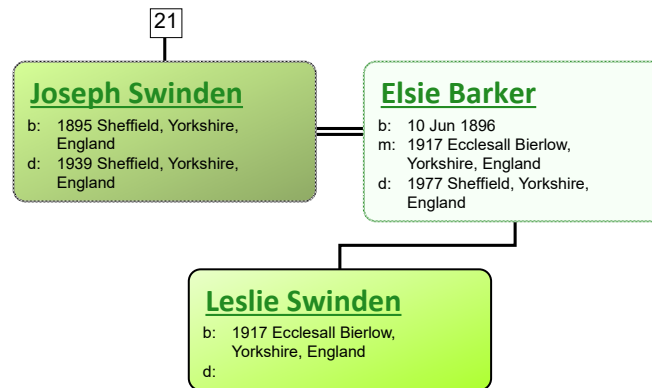 21
Joseph Swinden
b: 1895 Sheffield, Yorkshire,
England
d: 1939 Sheffield, Yorkshire,
England
Elsie Barker
b: 10 Jun 1896
m: 1917 Ecclesall Bierlow,
Yorkshire, England
d: 1977 Sheffield, Yorkshire,
England
Leslie Swinden
b: 1917 Ecclesall Bierlow,
Yorkshire, England
d: